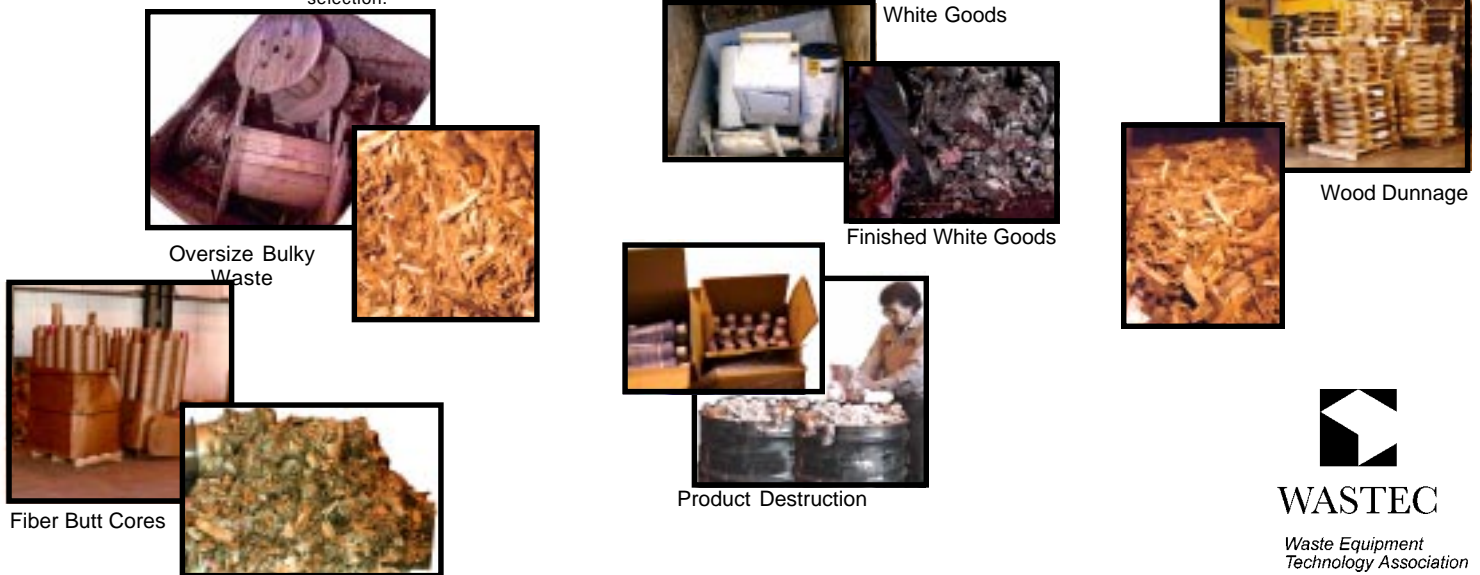 selection.
White Goods
Wood Dunnage
Finished White Goods
Oversize Bulky
Waste
Fiber Butt Cores
Product Destruction
WASTEC
Waste Equipment
Technology Association